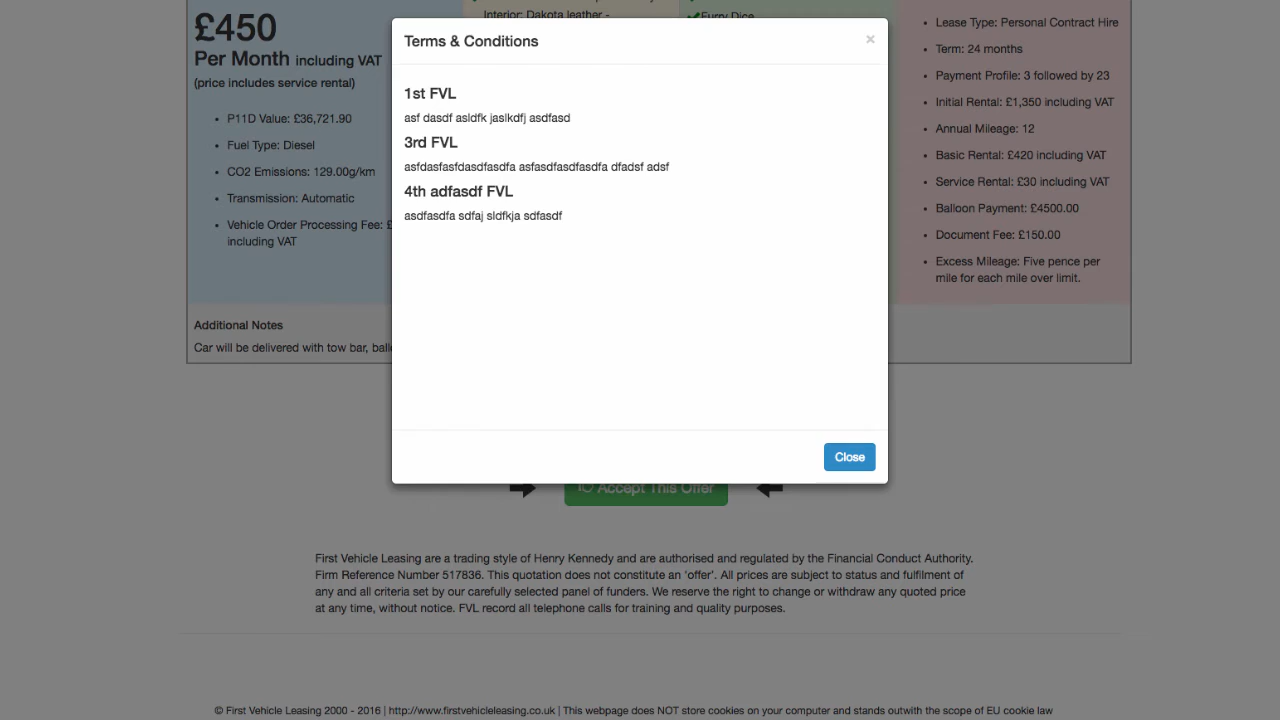 £450
Per Month including VAT
(price includes service rental)
P11D Value: £36,721.90
Fuel Type: Diesel
CO2 Emissions: 129.00g/km
Transmission: Automatic
Vehicle Order Processing Fee: £
including VAT
Interior: Dakota leather -
Furry Dice
Terms & Conditions
×
1st FVL
asf dasdf asldfk jaslkdfj asdfasd
3rd FVL
asfdasfasfdasdfasdfa asfasdfasdfasdfa dfadsf adsf
4th adfasdf FVL
asdfasdfa sdfaj sldfkja sdfasdf
Close
Lease Type: Personal Contract Hire
Term: 24 months
Payment Profile: 3 followed by 23
Initial Rental: £1,350 including VAT
Annual Mileage: 12
Basic Rental: £420 including VAT
Service Rental: £30 including VAT
Balloon Payment: £4500.00
Document Fee: £150.00
Excess Mileage: Five pence per
mile for each mile over limit.
Additional Notes
Car will be delivered with tow bar,
Accept This Offer
First Vehicle Leasing are a trading style of Henry Kennedy and are authorised and regulated by the Financial Conduct Authority.
Firm Reference Number 517836. This quotation does not constitute an 'offer'. All prices are subject to status and fulfilment of
any and all criteria set by our carefully selected panel of funders. We reserve the right to change or withdraw any quoted price
at any time, without notice. FVL record all telephone calls for training and quality purposes.
© First Vehicle Leasing 2000 - 2016 | http://www.firstvehicleleasing.co.uk | This webpage does NOT store cookies on your computer and stands outwith the scope of EU cookie law